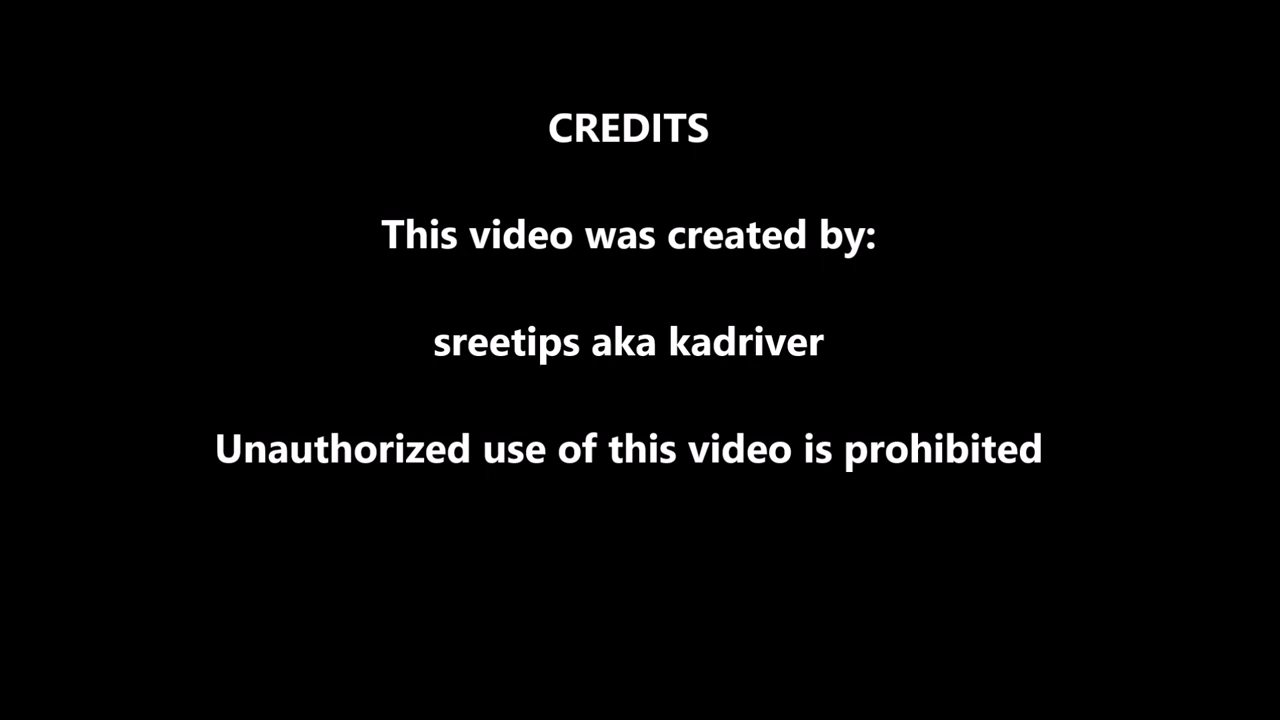 CREDITS
This video was created by:
sreetips aka kadriver
Unauthorized use of this video is prohibited